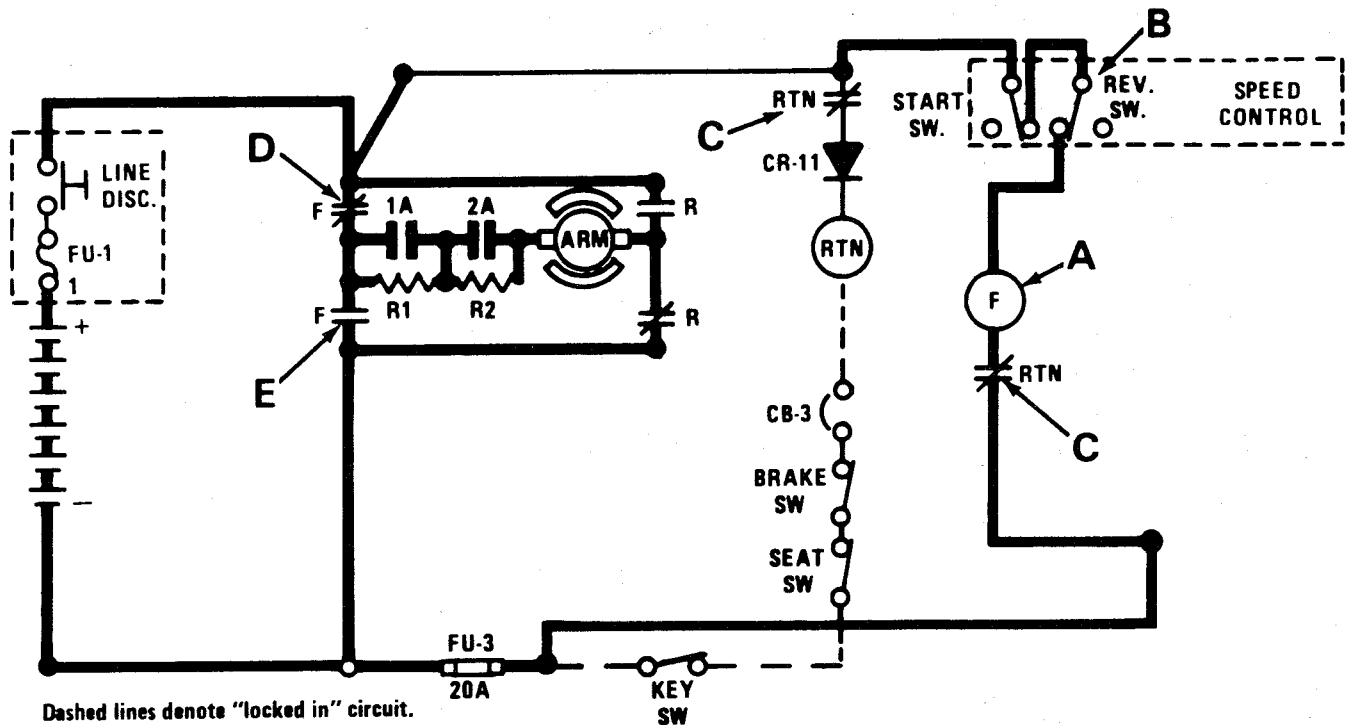 B
REV.
SW.
START
SW.
SPEED
CONTROL
RTN
C
CR-11
LINE
DISC.
D
F
1A
2A
R
ARM
RTN
FU-1
1
A
F
R1
R2
F
R
+
E
RTN
C
CB-3
BRAKE
SW
SEAT
SW
–
FU-3
20A
KEY
SW
Dashed lines denote "locked in" circuit.